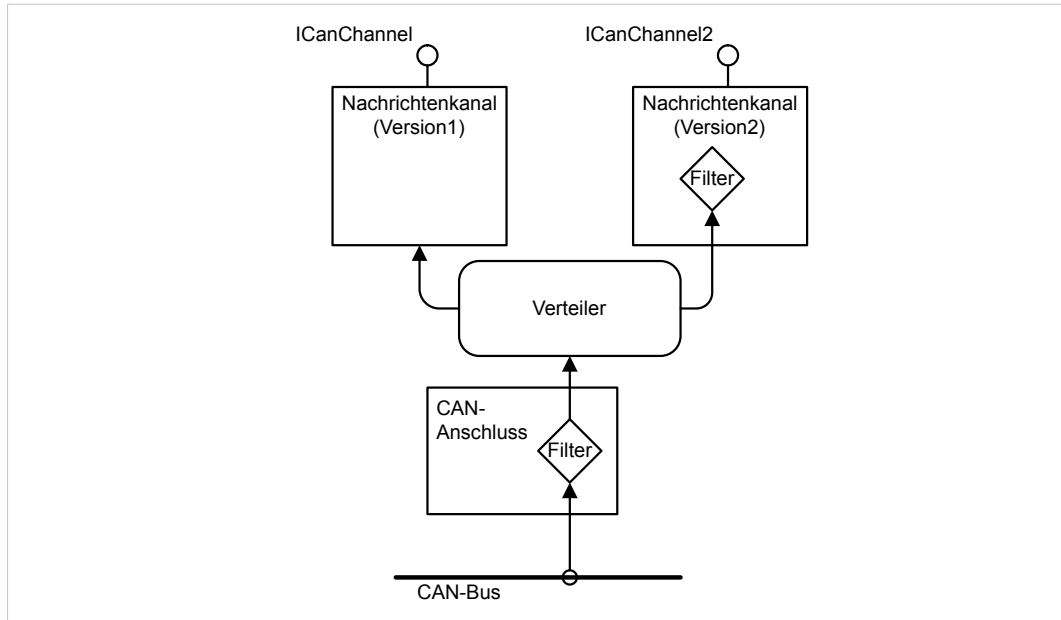 ICanChannel
ICanChannel2
Nachrichtenkanal
(Version1)
Nachrichtenkanal
(Version2)
Filter
Verteiler
CAN-
Anschluss
Filter
CAN-Bus